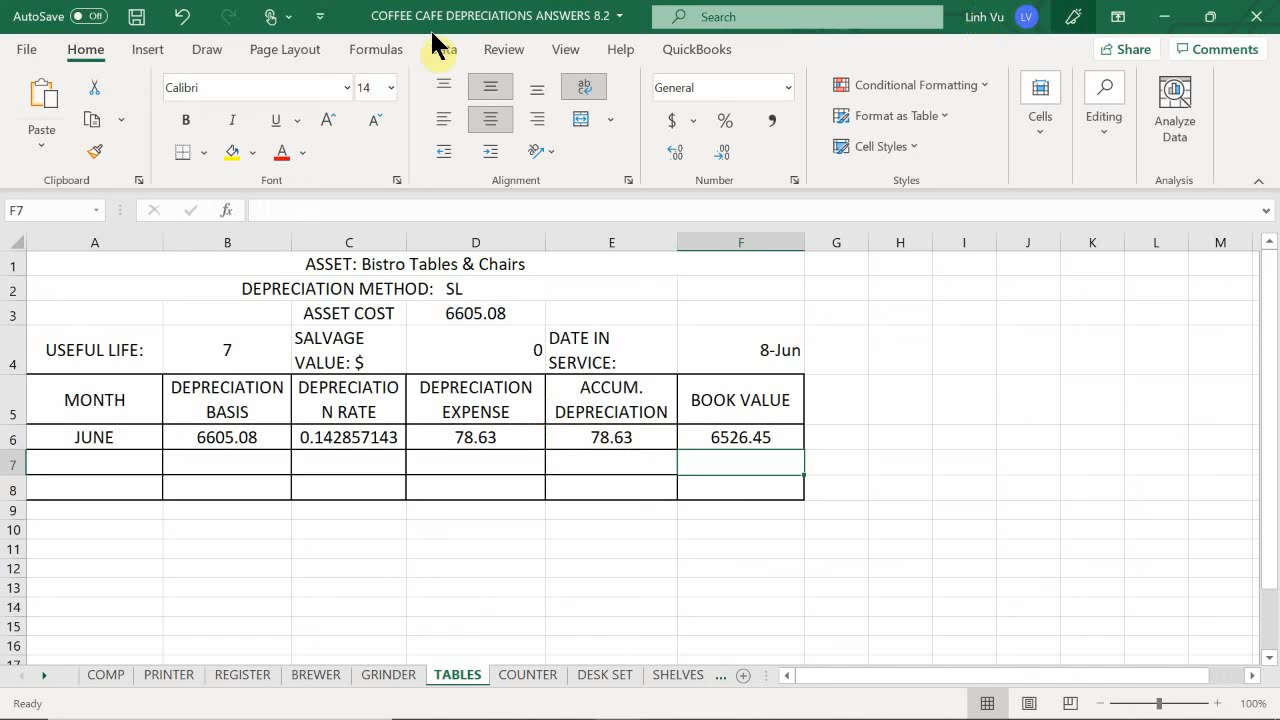 AutoSave Off COFFEE CAFE DEPRECIATIONS ANSWERS 8.2 Search Linh Vu LV
File Home Insert Draw Page Layout Formulas Review View Help QuickBooks Share Comments
Paste
Calibri 14
B I U A A
ab
General
$ % ,
Conditional Formatting
Format as Table
Cell Styles
Cells
Editing
Analyze
Data
Clipboard Font Alignment Number Styles Analysis
F7 fx
A B C D E F G H I J K L M
1 ASSET: Bistro Tables & Chairs
2 DEPRECIATION METHOD: SL
3 ASSET COST 6605.08
4 USEFUL LIFE: 7 SALVAGE VALUE: $ 0 DATE IN SERVICE: 8-Jun
5 MONTH DEPRECIATION BASIS DEPRECIATIO N RATE DEPRECIATION EXPENSE ACCUM. DEPRECIATION BOOK VALUE
6 JUNE 6605.08 0.142857143 78.63 78.63 6526.45
7
8
9
10
11
12
13
14
15
16
17
COMP PRINTER REGISTER BREWER GRINDER TABLES COUNTER DESK SET SHELVES ...
Ready 100%